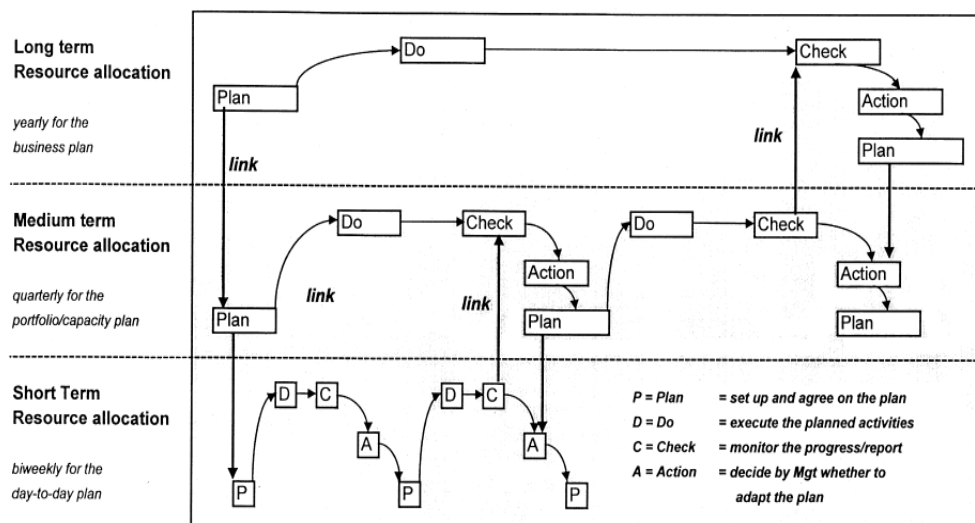 Long term
Resource allocation
yearly for the
business plan
Plan
Do
Check
Action
Plan
link
link
Medium term
Resource allocation
quarterly for the
portfolio/capacity plan
Plan
Do
Check
Action
Plan
Do
Check
Action
Plan
link
link
Short Term
Resource allocation
biweekly for the
day-to-day plan
P
D
C
A
P
D
C
A
P
P = Plan = set up and agree on the plan
D = Do = execute the planned activities
C = Check = monitor the progress/report
A = Action = decide by Mgt whether to
adapt the plan